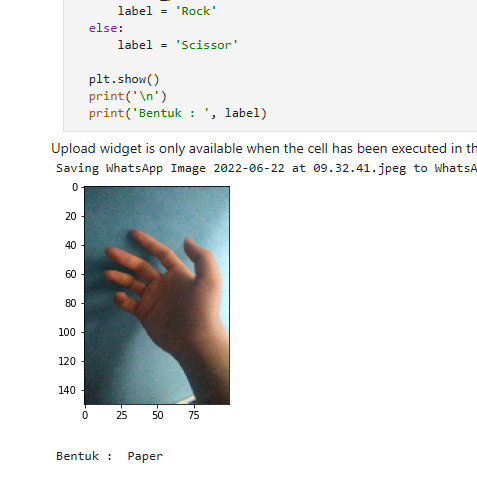 label = 'Rock'
else:
label = 'Scissor'
plt.show()
print('\n')
print('Bentuk : ', label)
Upload widget is only available when the cell has been executed in th
Saving WhatsApp Image 2022-06-22 at 09.32.41.jpeg to WhatsA
0
20
40
60
80
100
120
140
0 25 50 75
Bentuk : Paper